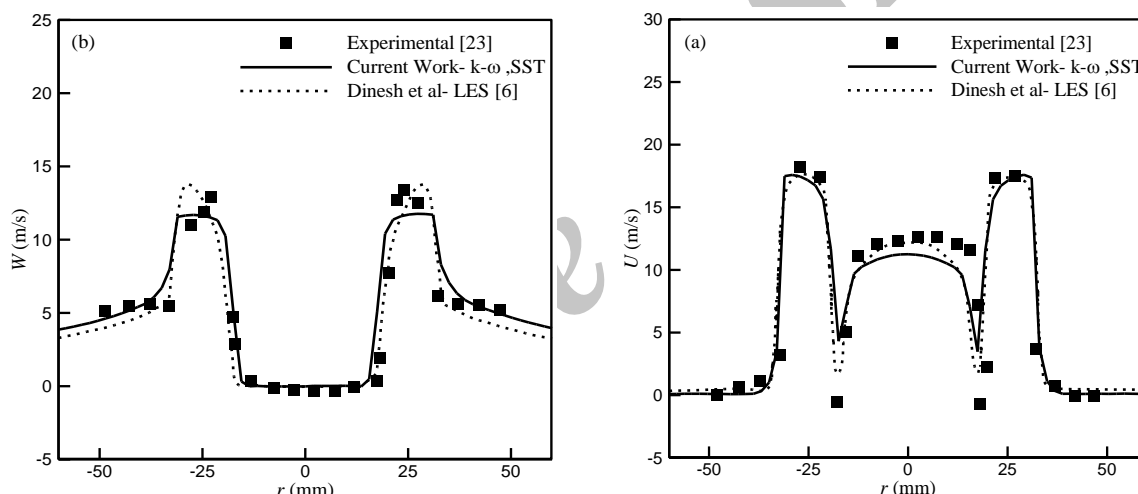 25
(b)
Experimental [23]
Current Work- k-ω ,SST
Dinesh et al- LES [6]
20
15
10
5
0
-5
W (m/s)
-50
-25
0
25
50
r (mm)
30
(a)
Experimental [23]
Current Work- k-ω ,SST
Dinesh et al- LES [6]
25
20
15
10
5
0
-5
U (m/s)
-50
-25
0
25
50
r (mm)